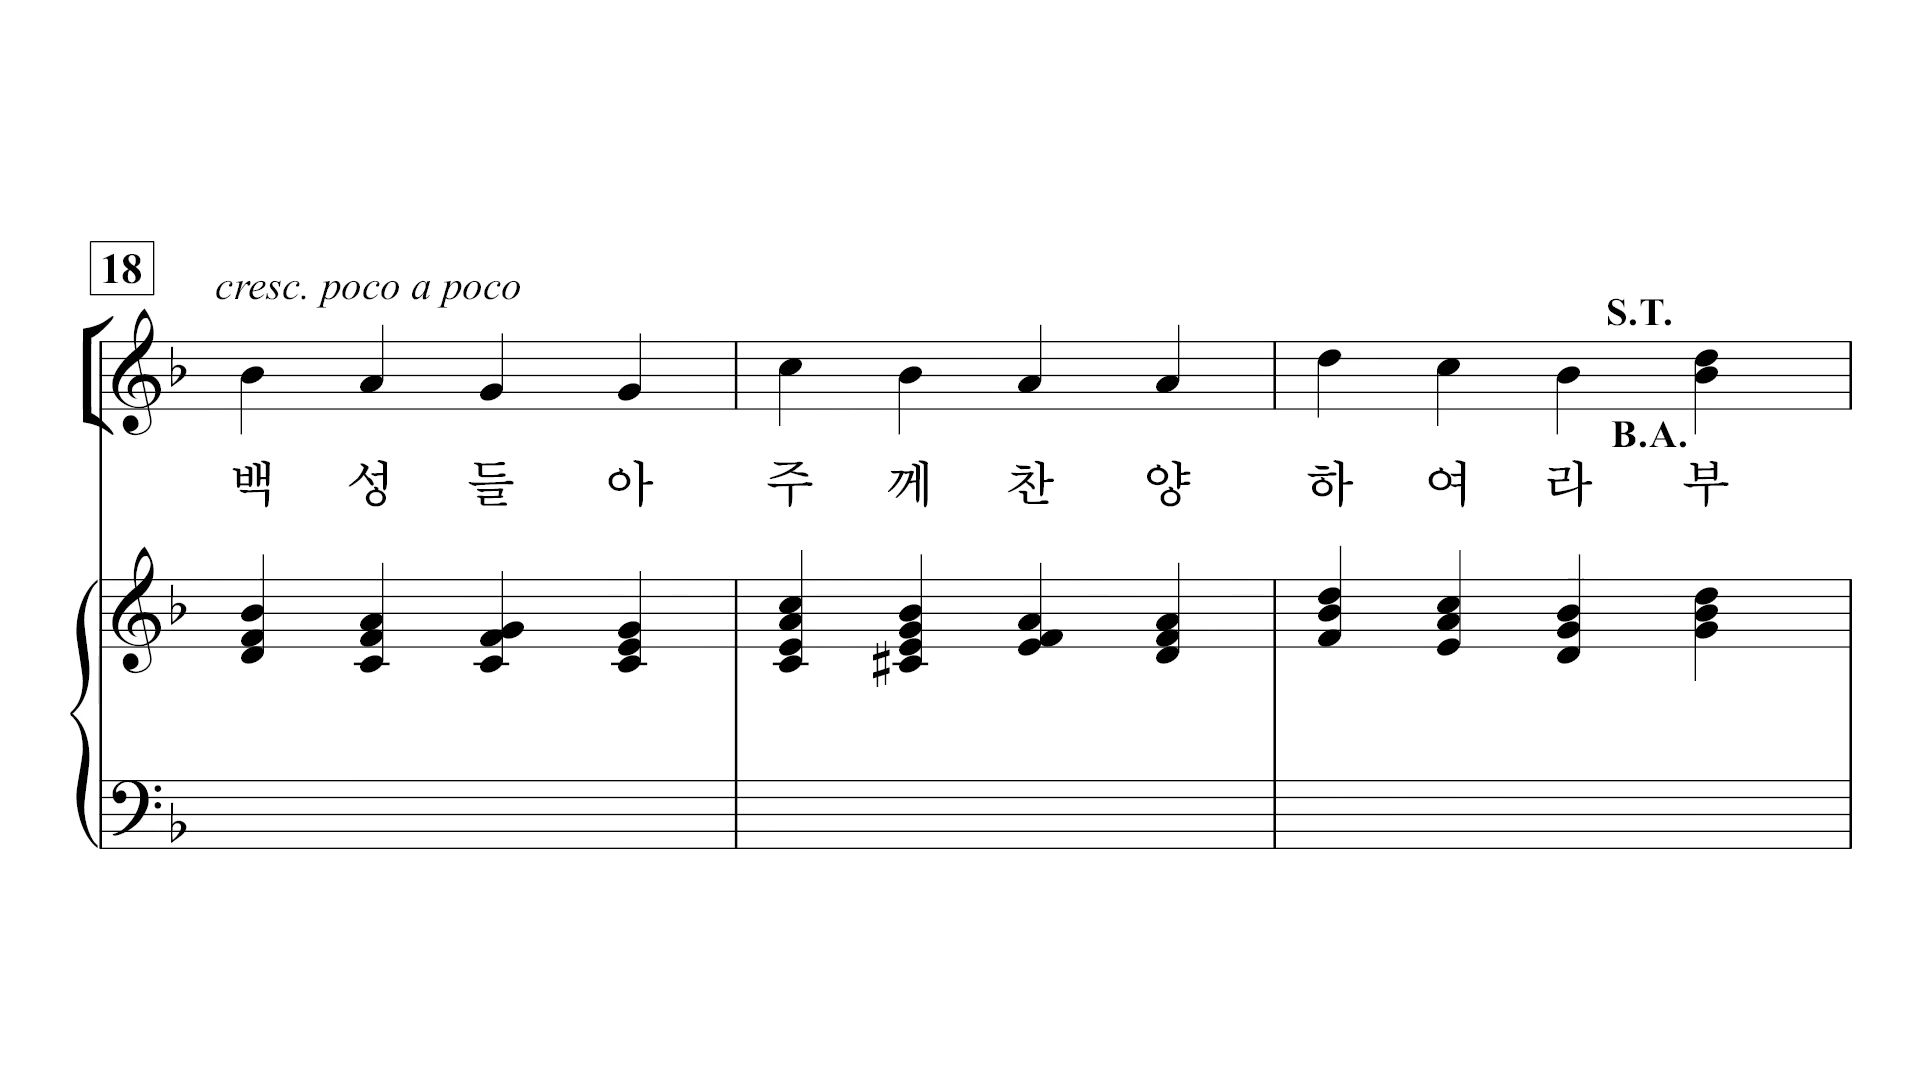 18
cresc. poco a poco
S.T.
B.A.
백 성 들 아 주 께 찬 양 하 여 라 부